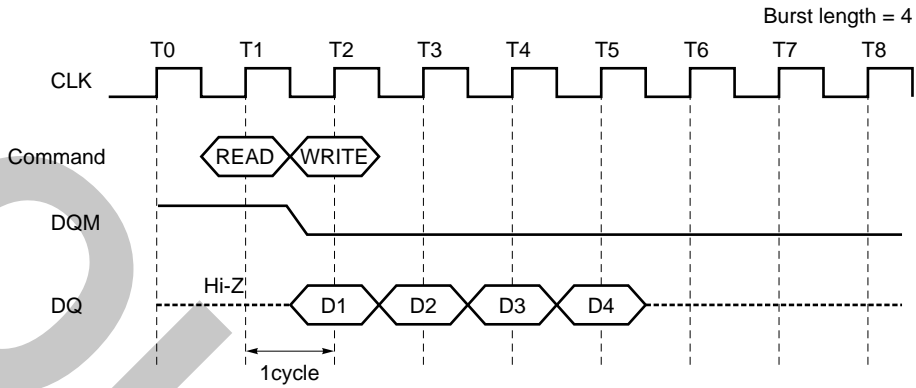 Burst length = 4
T0 T1 T2 T3 T4 T5 T6 T7 T8
CLK
Command READ WRITE
DQM
Hi-Z
DQ D1 D2 D3 D4
1cycle